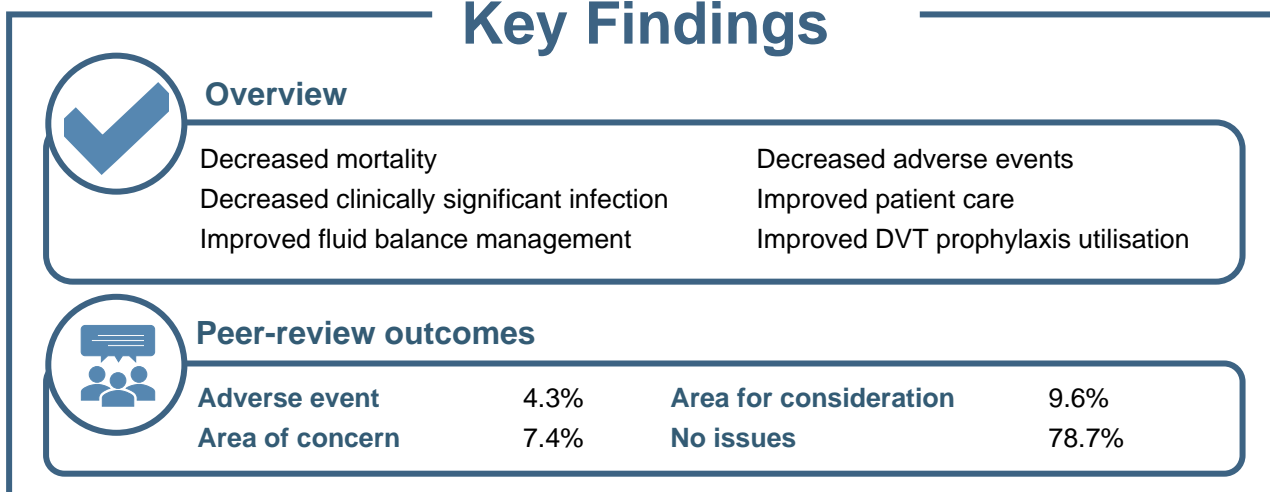 Key Findings
Overview
Decreased mortality
Decreased clinically significant infection
Improved fluid balance management
Decreased adverse events
Improved patient care
Improved DVT prophylaxis utilisation
Peer-review outcomes
Adverse event 4.3% Area for consideration 9.6%
Area of concern 7.4% No issues 78.7%